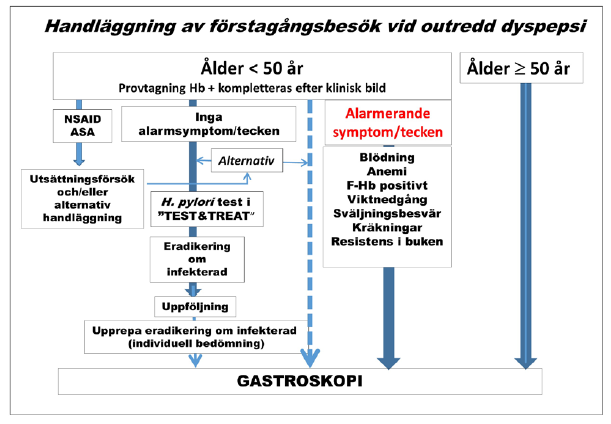 Handläggning av förstagångsbesök vid outredd dyspepsi
Ålder < 50 år
Provtagning Hb + kompletteras efter klinisk bild
Ålder ≥ 50 år
NSAID
ASA
Inga
alarmsymptom/tecken
Alarmerande
symptom/tecken
Alternativ
Utsättningsförsök
och/eller
alternativ
handläggning
H. pylori test i
”TEST&TREAT”
Eradikering
om
infekterad
Uppföljning
Upprepa eradikering om infekterad
(individuell bedömning)
Blödning
Anemi
F-Hb positivt
Viktnedgång
Sväljningsbesvär
Kräkningar
Resistens i buken
GASTROSKOPI